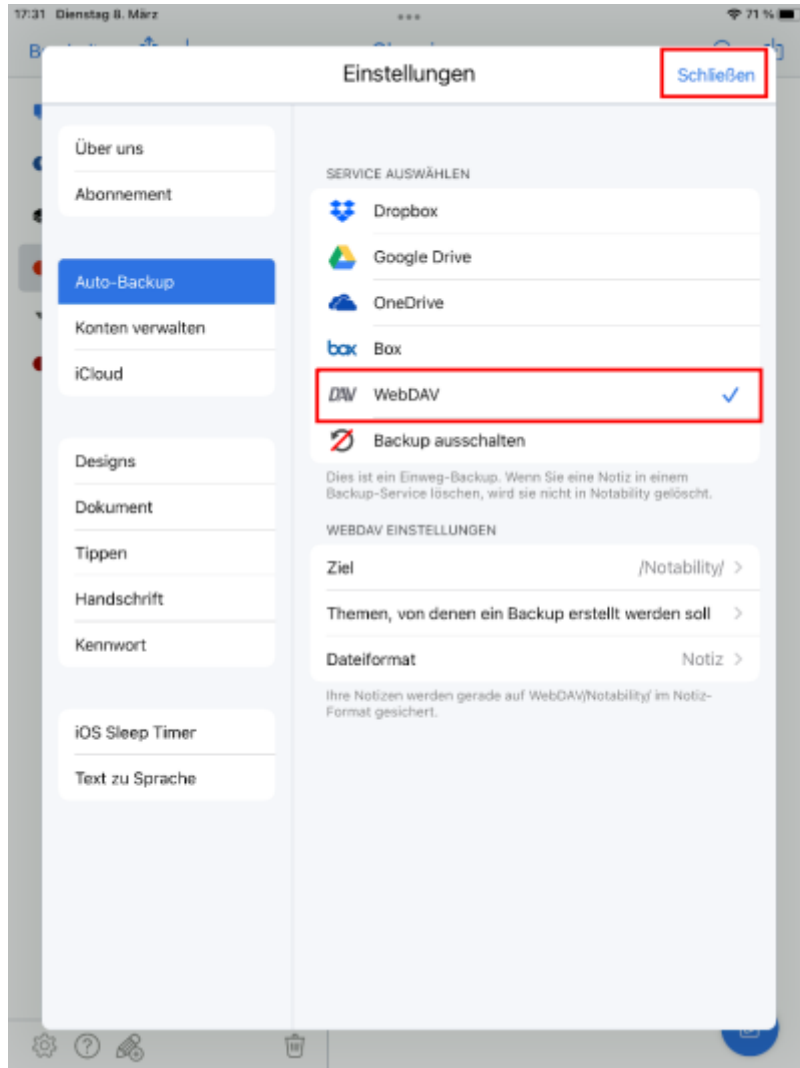 17:31 Dienstag 8. März
71 %
Einstellungen
Schließen
Über uns
Abonnement
Auto-Backup
Konten verwalten
iCloud
Designs
Dokument
Tippen
Handschrift
Kennwort
iOS Sleep Timer
Text zu Sprache
SERVICE AUSWÄHLEN
Dropbox
Google Drive
OneDrive
box Box
DAV WebDAV
Backup ausschalten
Dies ist ein Einweg-Backup. Wenn Sie eine Notiz in einem
Backup-Service löschen, wird sie nicht in Notability gelöscht.
WEBDAV EINSTELLUNGEN
Ziel /Notability/
Themen, von denen ein Backup erstellt werden soll
Dateiformat Notiz
Ihre Notizen werden gerade auf WebDAV/Notability/ im Notiz-
Format gesichert.